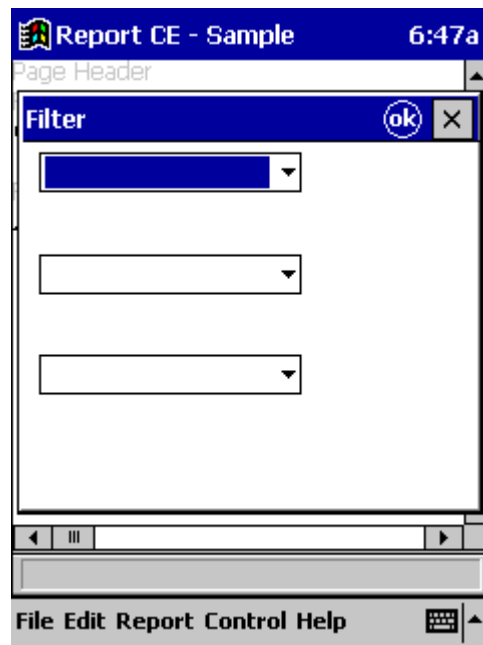 Report CE - Sample 6:47a
Page Header
Filter ok
File Edit Report Control Help